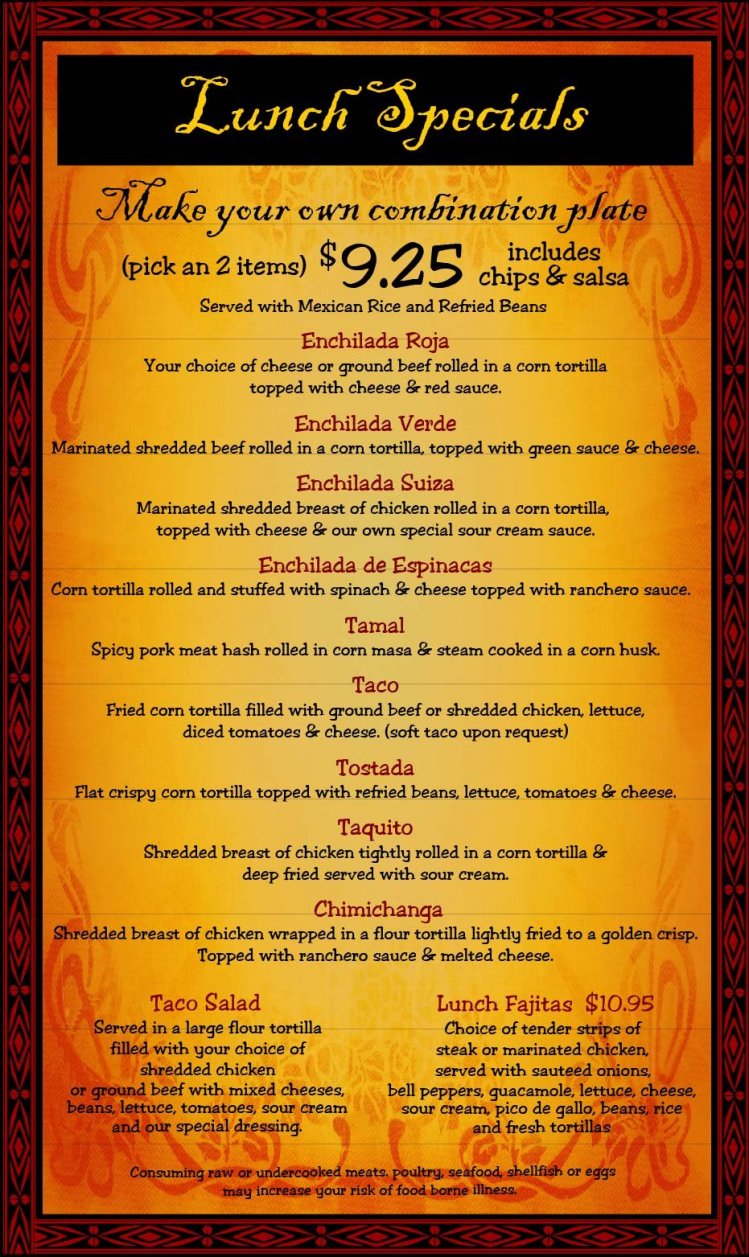 Lunch Specials
Make your own combination plate
(pick an 2 items) $9.25 includes chips & salsa
Served with Mexican Rice and Refried Beans
Enchilada Roja
Your choice of cheese or ground beef rolled in a corn tortilla
topped with cheese & red sauce.
Enchilada Verde
Marinated shredded beef rolled in a corn tortilla, topped with green sauce & cheese.
Enchilada Suiza
Marinated shredded breast of chicken rolled in a corn tortilla,
topped with cheese & our own special sour cream sauce.
Enchilada de Espinacas
Corn tortilla rolled and stuffed with spinach & cheese topped with ranchero sauce.
Tamal
Spicy pork meat hash rolled in corn masa & steam cooked in a corn husk.
Taco
Fried corn tortilla filled with ground beef or shredded chicken, lettuce,
diced tomatoes & cheese. (soft taco upon request)
Tostada
Flat crispy corn tortilla topped with refried beans, lettuce, tomatoes & cheese.
Taquito
Shredded breast of chicken tightly rolled in a corn tortilla &
deep fried served with sour cream.
Chimichanga
Shredded breast of chicken wrapped in a flour tortilla lightly fried to a golden crisp.
Topped with ranchero sauce & melted cheese.
Taco Salad
Served in a large flour tortilla
filled with your choice of
shredded chicken
or ground beef with mixed cheeses,
beans, lettuce, tomatoes, sour cream
and our special dressing.
Lunch Fajitas $10.95
Choice of tender strips of
steak or marinated chicken,
served with sauteed onions,
bell peppers, guacamole, lettuce, cheese,
sour cream, pico de gallo, beans, rice
and fresh tortillas
Consuming raw or undercooked meats. poultry, seafood, shellfish or eggs
may increase your risk of food borne illness.